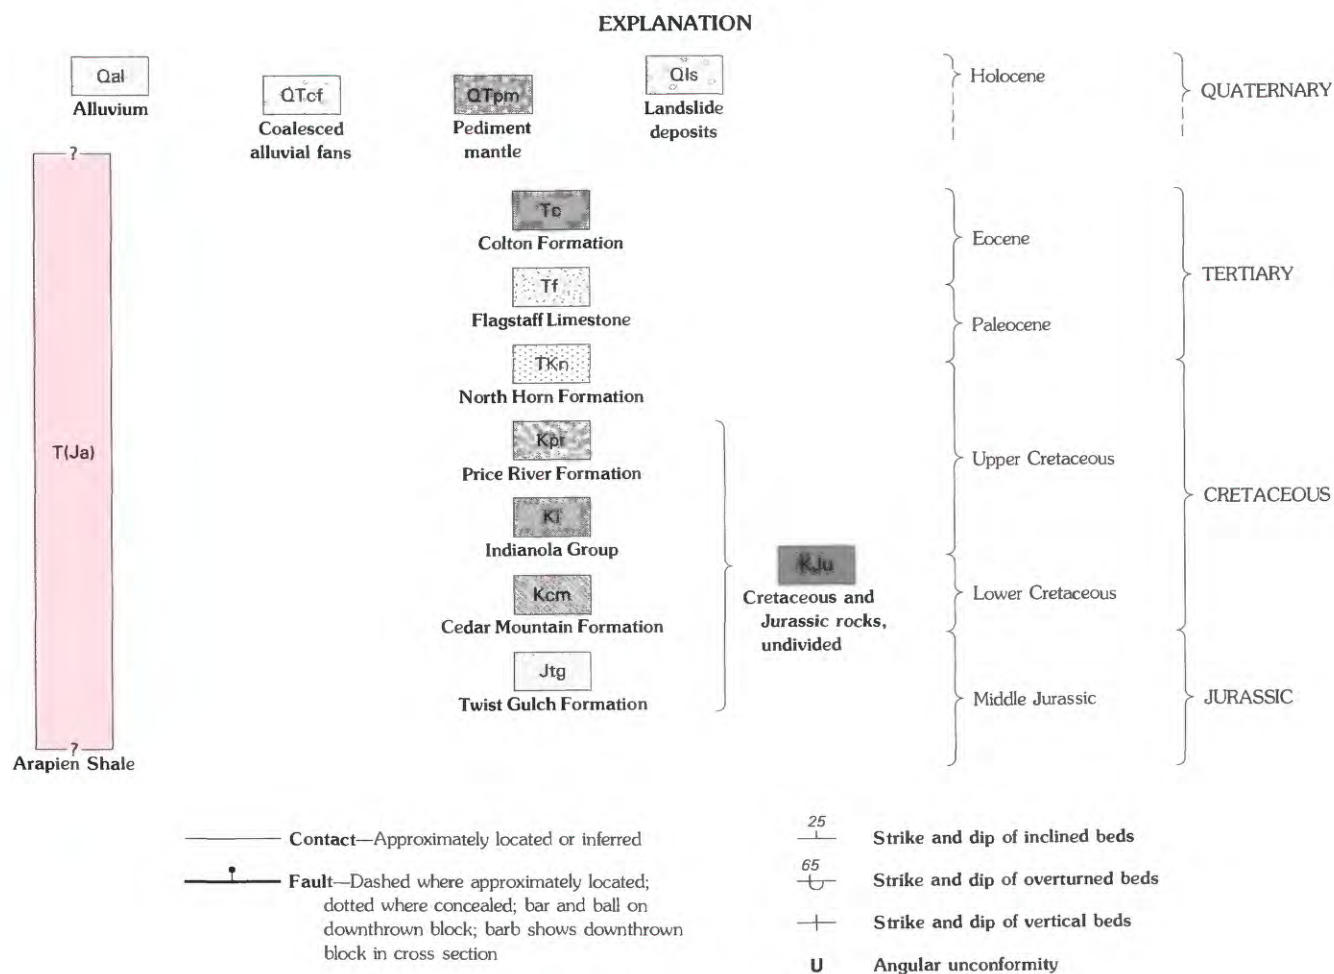 EXPLANATION
Qal
Alluvium
QTcf
Coalesced
alluvial fans
QTpm
Pediment
mantle
Qls
Landslide
deposits
Holocene
QUATERNARY
?
T(Ja)
?
Arapien Shale
Tc
Colton Formation
Tf
Flagstaff Limestone
TKn
North Horn Formation
Kpr
Price River Formation
Ki
Indianola Group
Kcm
Cedar Mountain Formation
Jtg
Twist Gulch Formation
KJu
Cretaceous and
Jurassic rocks,
undivided
Eocene
Paleocene
Upper Cretaceous
Lower Cretaceous
Middle Jurassic
TERTIARY
CRETACEOUS
JURASSIC
Contact—Approximately located or inferred
Fault—Dashed where approximately located;
dotted where concealed; bar and ball on
downthrown block; barb shows downthrown
block in cross section
25
Strike and dip of inclined beds
65
Strike and dip of overturned beds
Strike and dip of vertical beds
U Angular unconformity